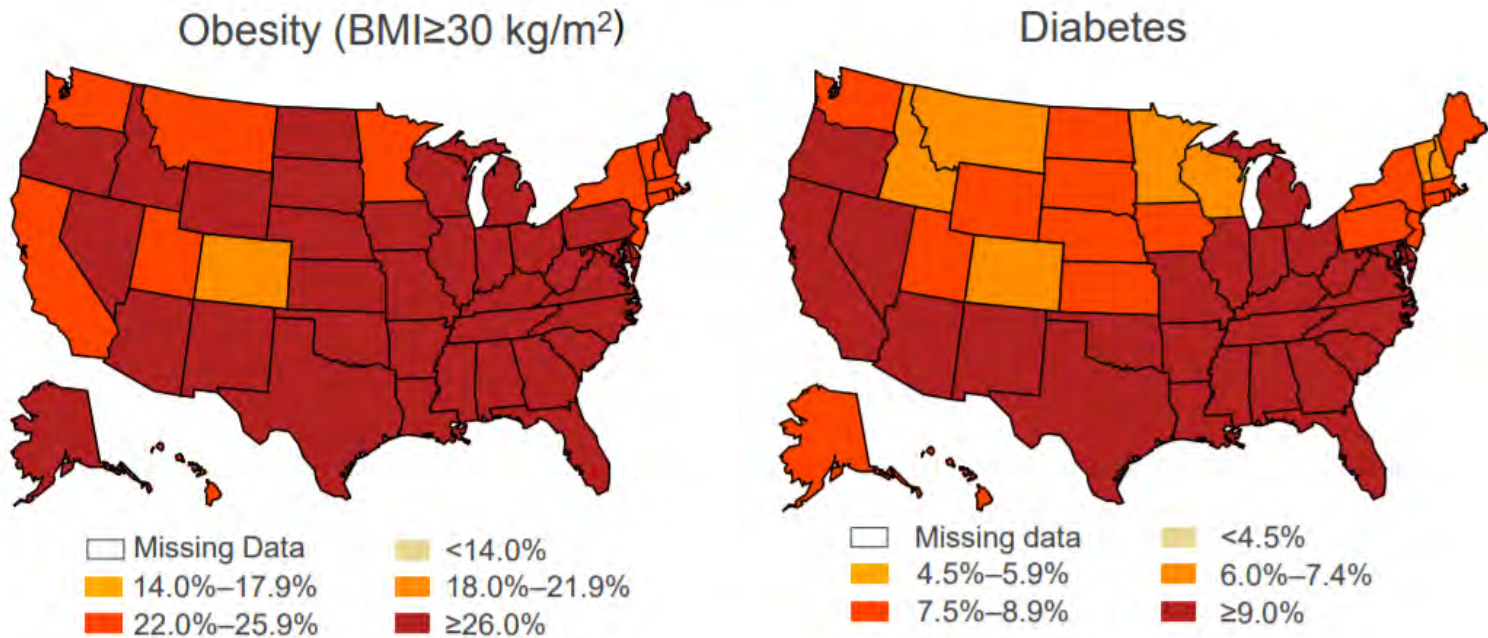 Obesity (BMI≥30 kg/m²)
Diabetes
Missing Data
<14.0%
14.0%–17.9%
18.0%–21.9%
22.0%–25.9%
≥26.0%
Missing data
<4.5%
4.5%–5.9%
6.0%–7.4%
7.5%–8.9%
≥9.0%